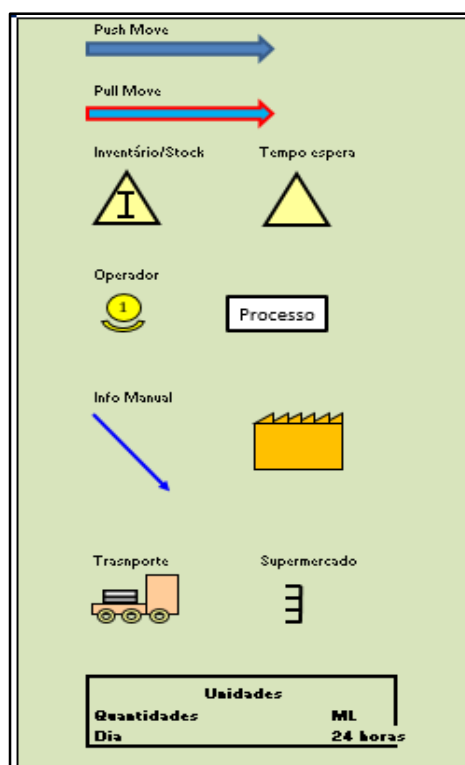 Push Move
Pull Move
Inventário/Stock Tempo espera
I
Operador
1
Processo
Info Manual
Trasnporte Supermercado
Unidades
Quantidades ML
Dia 24 horas